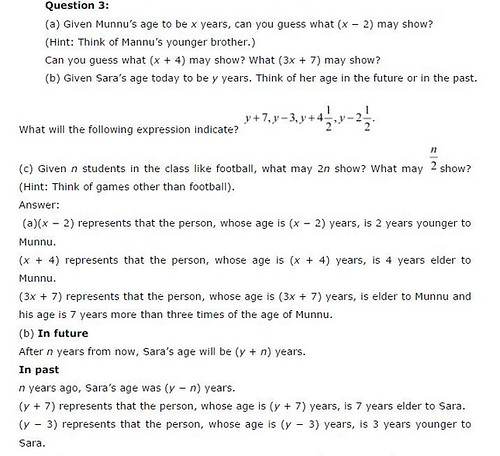 Question 3:
(a) Given Munnu's age to be x years, can you guess what (x − 2) may show?
(Hint: Think of Mannu's younger brother.)
Can you guess what (x + 4) may show? What (3x + 7) may show?
(b) Given Sara's age today to be y years. Think of her age in the future or in the past.
What will the following expression indicate? y + 7, y − 3, y + 4 1/2, y − 2 1/2.
(c) Given n students in the class like football, what may 2n show? What may n/2 show?
(Hint: Think of games other than football).
Answer:
(a)(x − 2) represents that the person, whose age is (x − 2) years, is 2 years younger to
Munnu.
(x + 4) represents that the person, whose age is (x + 4) years, is 4 years elder to
Munnu.
(3x + 7) represents that the person, whose age is (3x + 7) years, is elder to Munnu and
his age is 7 years more than three times of the age of Munnu.
(b) In future
After n years from now, Sara's age will be (y + n) years.
In past
n years ago, Sara's age was (y − n) years.
(y + 7) represents that the person, whose age is (y + 7) years, is 7 years elder to Sara.
(y − 3) represents that the person, whose age is (y − 3) years, is 3 years younger to
Sara.